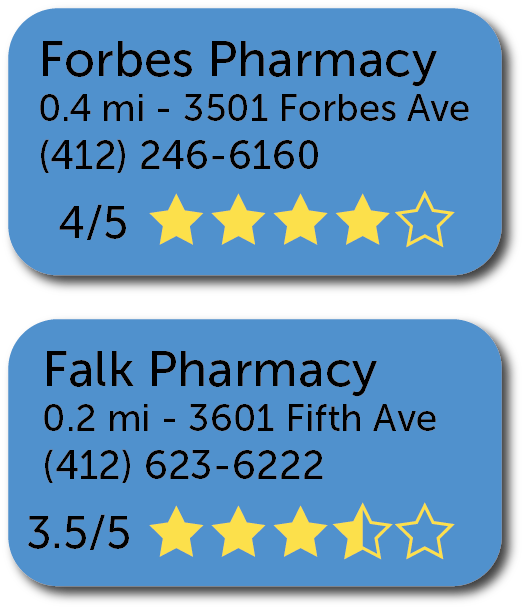 Forbes Pharmacy
0.4 mi - 3501 Forbes Ave
(412) 246-6160
4/5
Falk Pharmacy
0.2 mi - 3601 Fifth Ave
(412) 623-6222
3.5/5